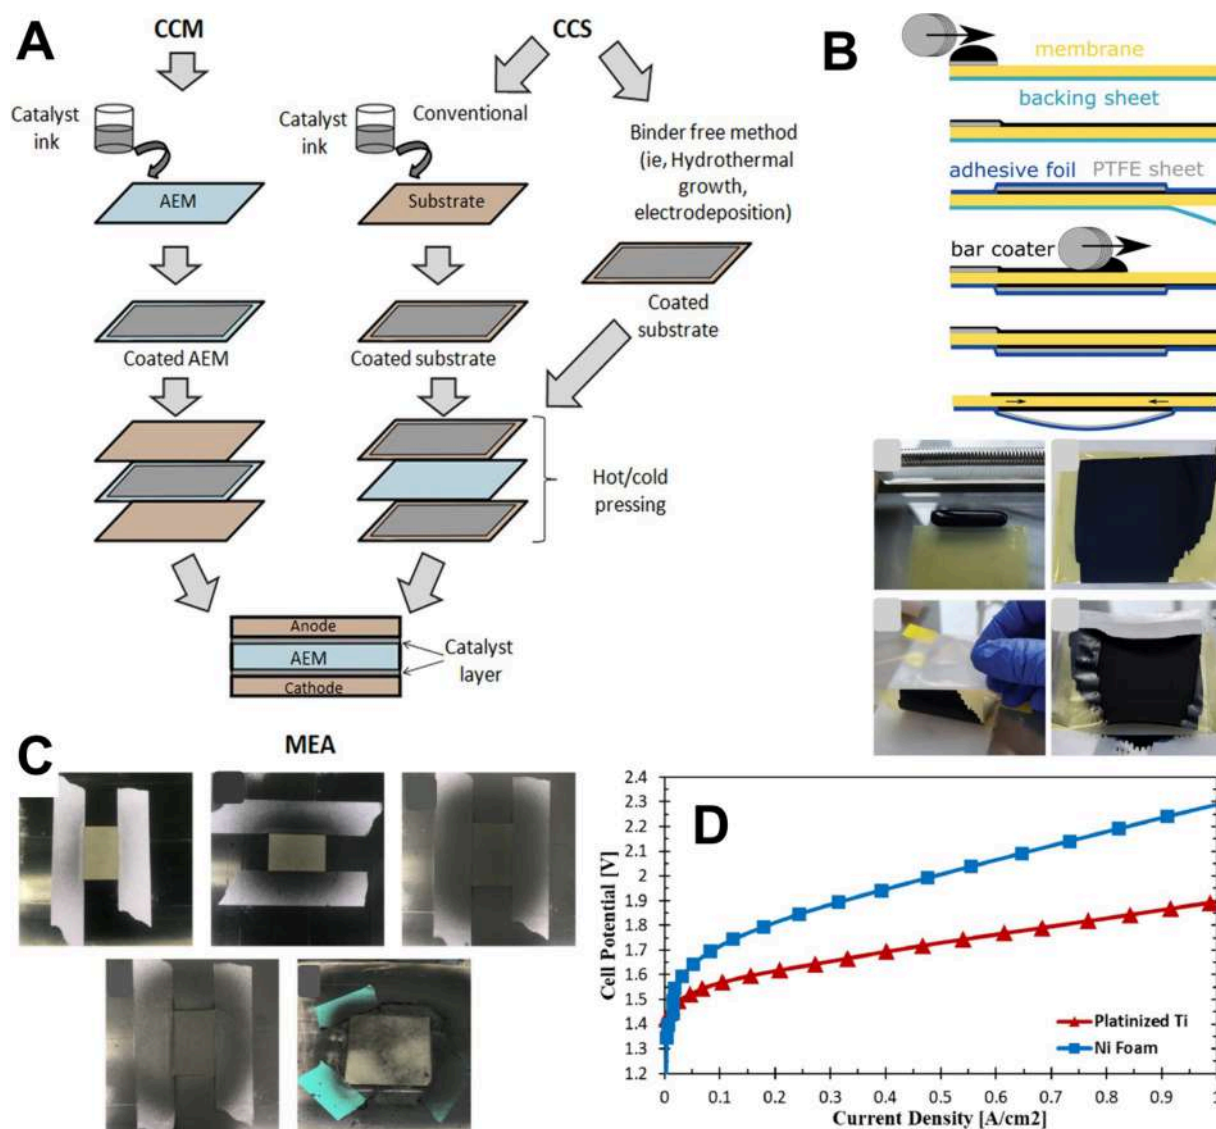 A
CCM
CCS
Catalyst
ink
AEM
Coated AEM
Conventional
Catalyst
ink
Substrate
Coated substrate
Binder free method
(ie, Hydrothermal
growth,
electrodeposition)
Coated
substrate
Hot/cold
pressing
Anode
AEM
Cathode
Catalyst
layer
MEA
B
membrane
backing sheet
adhesive foil PTFE sheet
bar coater
C
D
Cell Potential [V]
2.4
2.3
2.2
2.1
2
1.9
1.8
1.7
1.6
1.5
1.4
1.3
1.2
Platinized Ti
Ni Foam
0 0.1 0.2 0.3 0.4 0.5 0.6 0.7 0.8 0.9 1
Current Density [A/cm2]